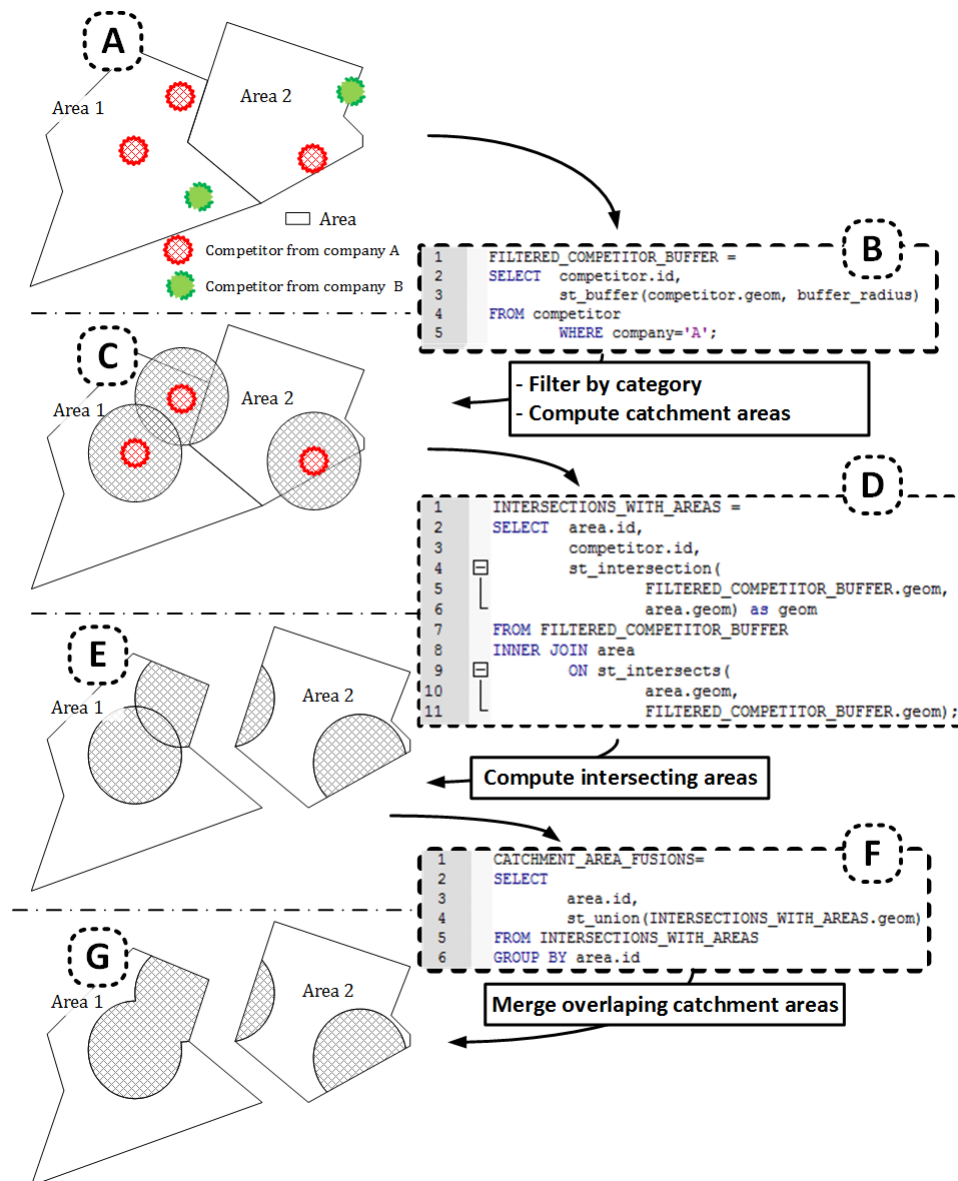 A
Area 1
Area 2
Area
Competitor from company A
Competitor from company B
B
1 FILTERED_COMPETITOR_BUFFER =
2 SELECT competitor.id,
3 st_buffer(competitor.geom, buffer_radius)
4 FROM competitor
5 WHERE company='A';
- Filter by category
- Compute catchment areas
C
Area 1
Area 2
D
1 INTERSECTIONS_WITH_AREAS =
2 SELECT area.id,
3 competitor.id,
4 st_intersection(
5 FILTERED_COMPETITOR_BUFFER.geom,
6 area.geom) as geom
7 FROM FILTERED_COMPETITOR_BUFFER
8 INNER JOIN area
9 ON st_intersects(
10 area.geom,
11 FILTERED_COMPETITOR_BUFFER.geom);
Compute intersecting areas
E
Area 1
Area 2
F
1 CATCHMENT_AREA_FUSIONS=
2 SELECT
3 area.id,
4 st_union(INTERSECTIONS_WITH_AREAS.geom)
5 FROM INTERSECTIONS_WITH_AREAS
6 GROUP BY area.id
Merge overlaping catchment areas
G
Area 1
Area 2